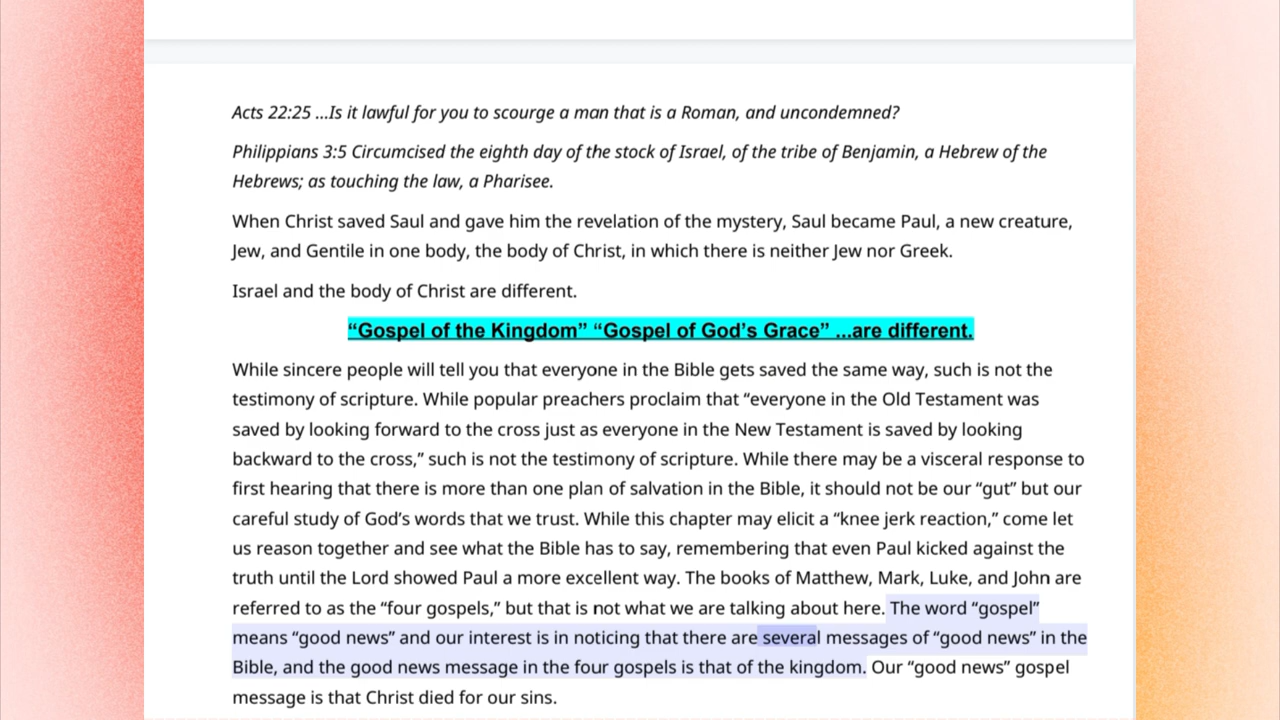 Acts 22:25 ...Is it lawful for you to scourge a man that is a Roman, and uncondemned?
Philippians 3:5 Circumcised the eighth day of the stock of Israel, of the tribe of Benjamin, a Hebrew of the
Hebrews; as touching the law, a Pharisee.
When Christ saved Saul and gave him the revelation of the mystery, Saul became Paul, a new creature,
Jew, and Gentile in one body, the body of Christ, in which there is neither Jew nor Greek.
Israel and the body of Christ are different.
“Gospel of the Kingdom” “Gospel of God’s Grace” ...are different.
While sincere people will tell you that everyone in the Bible gets saved the same way, such is not the
testimony of scripture. While popular preachers proclaim that “everyone in the Old Testament was
saved by looking forward to the cross just as everyone in the New Testament is saved by looking
backward to the cross,” such is not the testimony of scripture. While there may be a visceral response to
first hearing that there is more than one plan of salvation in the Bible, it should not be our “gut” but our
careful study of God’s words that we trust. While this chapter may elicit a “knee jerk reaction,” come let
us reason together and see what the Bible has to say, remembering that even Paul kicked against the
truth until the Lord showed Paul a more excellent way. The books of Matthew, Mark, Luke, and John are
referred to as the “four gospels,” but that is not what we are talking about here. The word “gospel”
means “good news” and our interest is in noticing that there are several messages of “good news” in the
Bible, and the good news message in the four gospels is that of the kingdom. Our “good news” gospel
message is that Christ died for our sins.